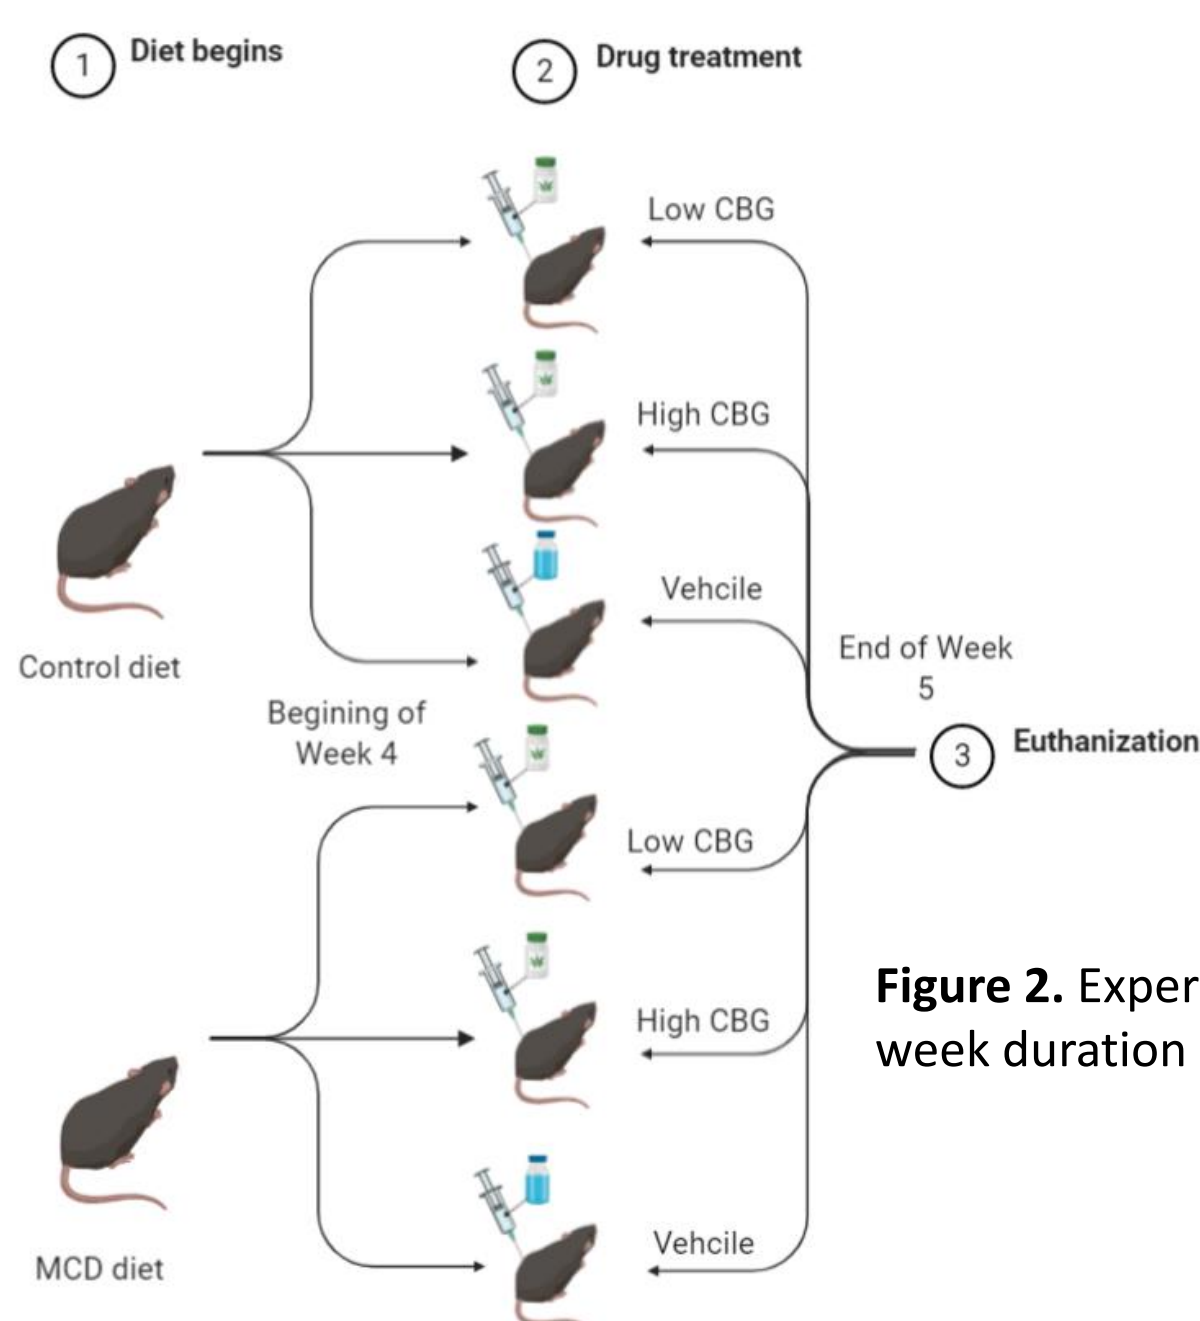 1 Diet begins
2 Drug treatment
Low CBG
High CBG
Vehcile
Control diet
Begining of
Week 4
End of Week
5
3 Euthanization
Low CBG
High CBG
Figure 2. Exper
week duration
MCD diet
Vehcile